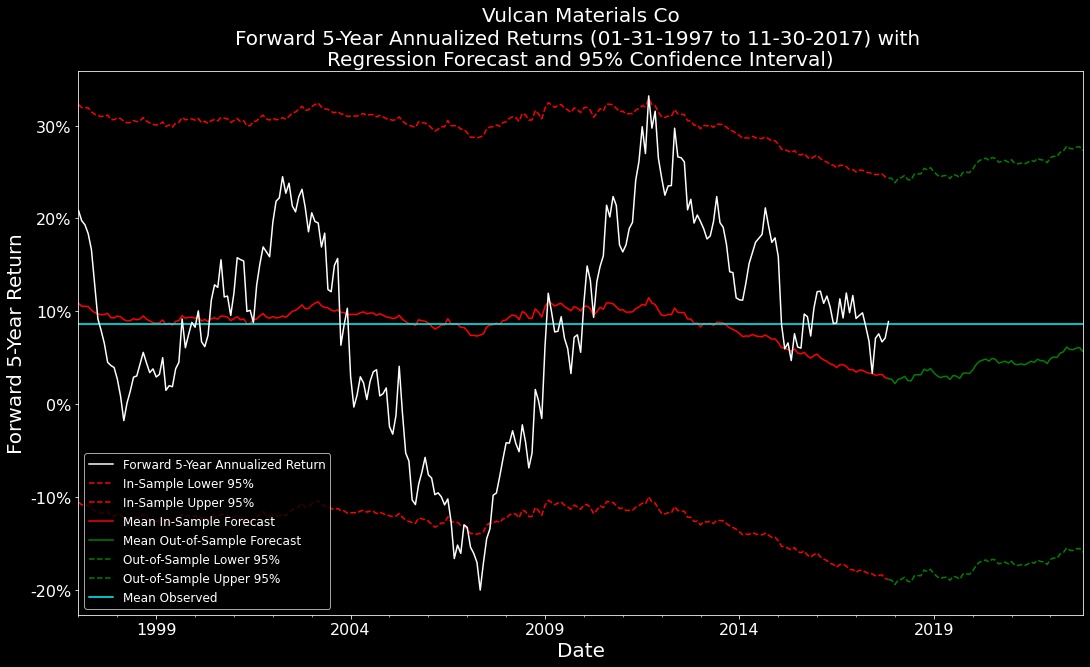 Vulcan Materials Co
Forward 5-Year Annualized Returns (01-31-1997 to 11-30-2017) with
Regression Forecast and 95% Confidence Interval)
Forward 5-Year Return
30%
20%
10%
0%
-10%
-20%
Forward 5-Year Annualized Return
In-Sample Lower 95%
In-Sample Upper 95%
Mean In-Sample Forecast
Mean Out-of-Sample Forecast
Out-of-Sample Lower 95%
Out-of-Sample Upper 95%
Mean Observed
1999 2004 2009 2014 2019
Date